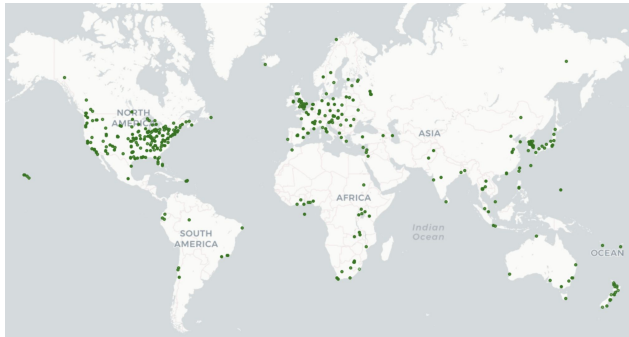 NORTH
AMERICA
ASIA
AFRICA
Indian
Ocean
SOUTH
AMERICA
OCEAN